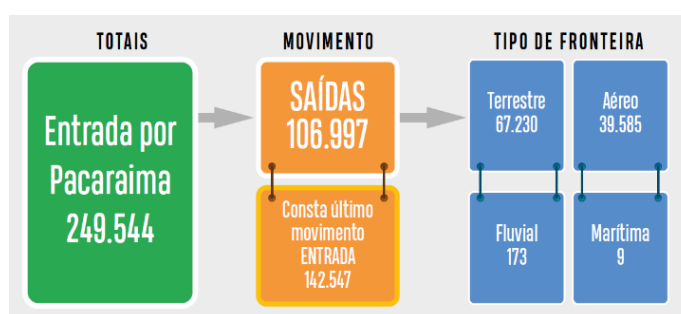 TOTAIS
MOVIMENTO
TIPO DE FRONTEIRA
Entrada por
Pacaraima
249.544
SAÍDAS
106.997
Consta último
movimento
ENTRADA
142.547
Terrestre
67.230
Aéreo
39.585
Fluvial
173
Marítima
9